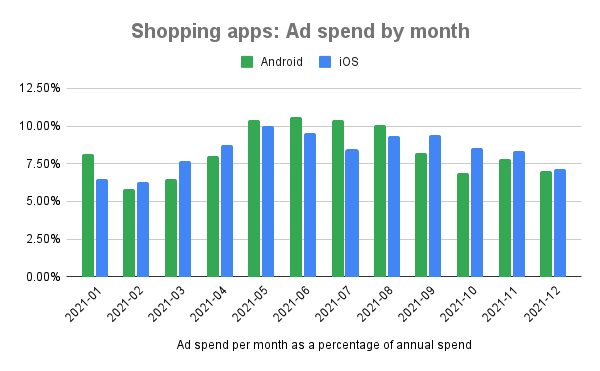 Shopping apps: Ad spend by month
Android iOS
12.50%
10.00%
7.50%
5.00%
2.50%
0.00%
2021-01 2021-02 2021-03 2021-04 2021-05 2021-06 2021-07 2021-08 2021-09 2021-10 2021-11 2021-12
Ad spend per month as a percentage of annual spend